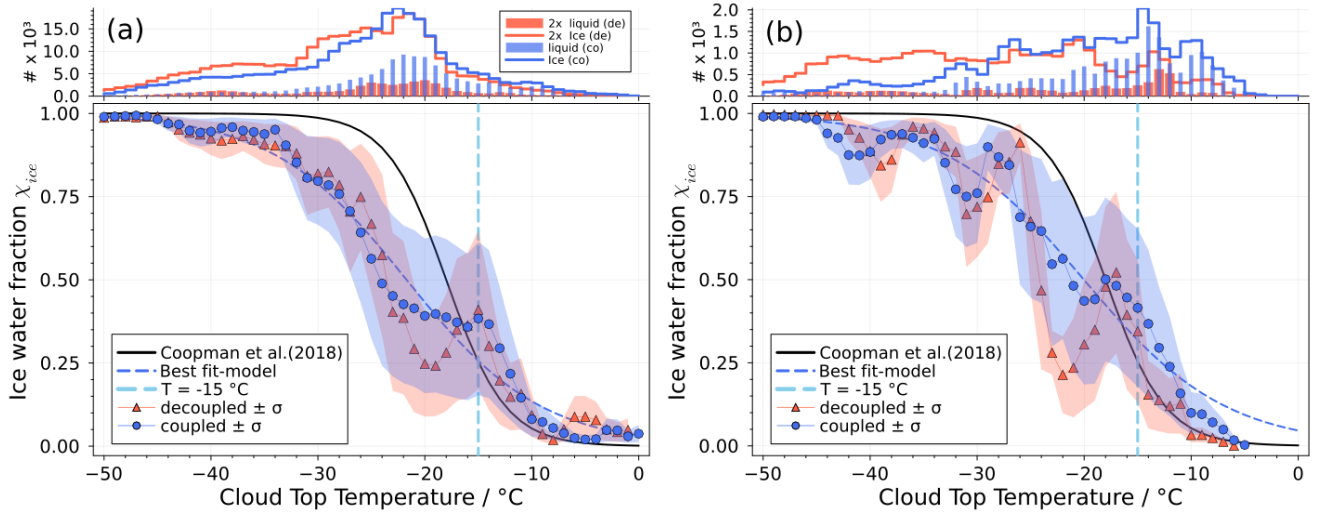 (a)
# x 10³
15.0
10.0
5.0
0.0
2x liquid (de)
2x Ice (de)
liquid (co)
Ice (co)
Ice water fraction χice
1.00
0.75
0.50
0.25
0.00
Coopman et al.(2018)
Best fit-model
T = -15 °C
decoupled ± σ
coupled ± σ
−50 −40 −30 −20 −10 0
Cloud Top Temperature / °C
(b)
# x 10³
2.0
1.5
1.0
0.5
0.0
Ice water fraction χice
1.00
0.75
0.50
0.25
0.00
Coopman et al.(2018)
Best fit-model
T = -15 °C
decoupled ± σ
coupled ± σ
−50 −40 −30 −20 −10 0
Cloud Top Temperature / °C